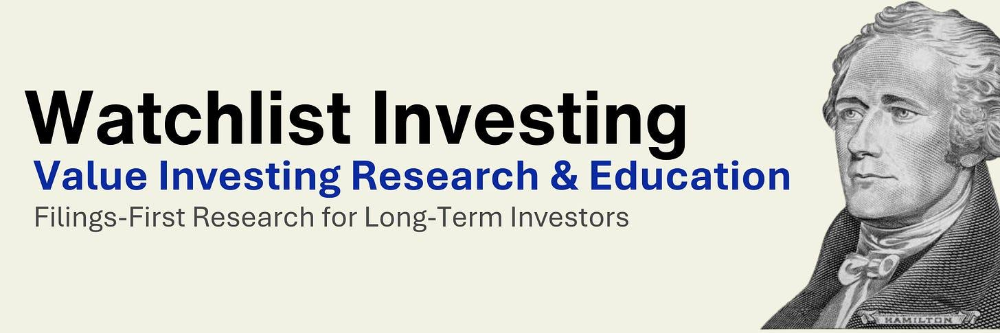 Watchlist Investing
Value Investing Research & Education
Filings-First Research for Long-Term Investors
HAMILTON